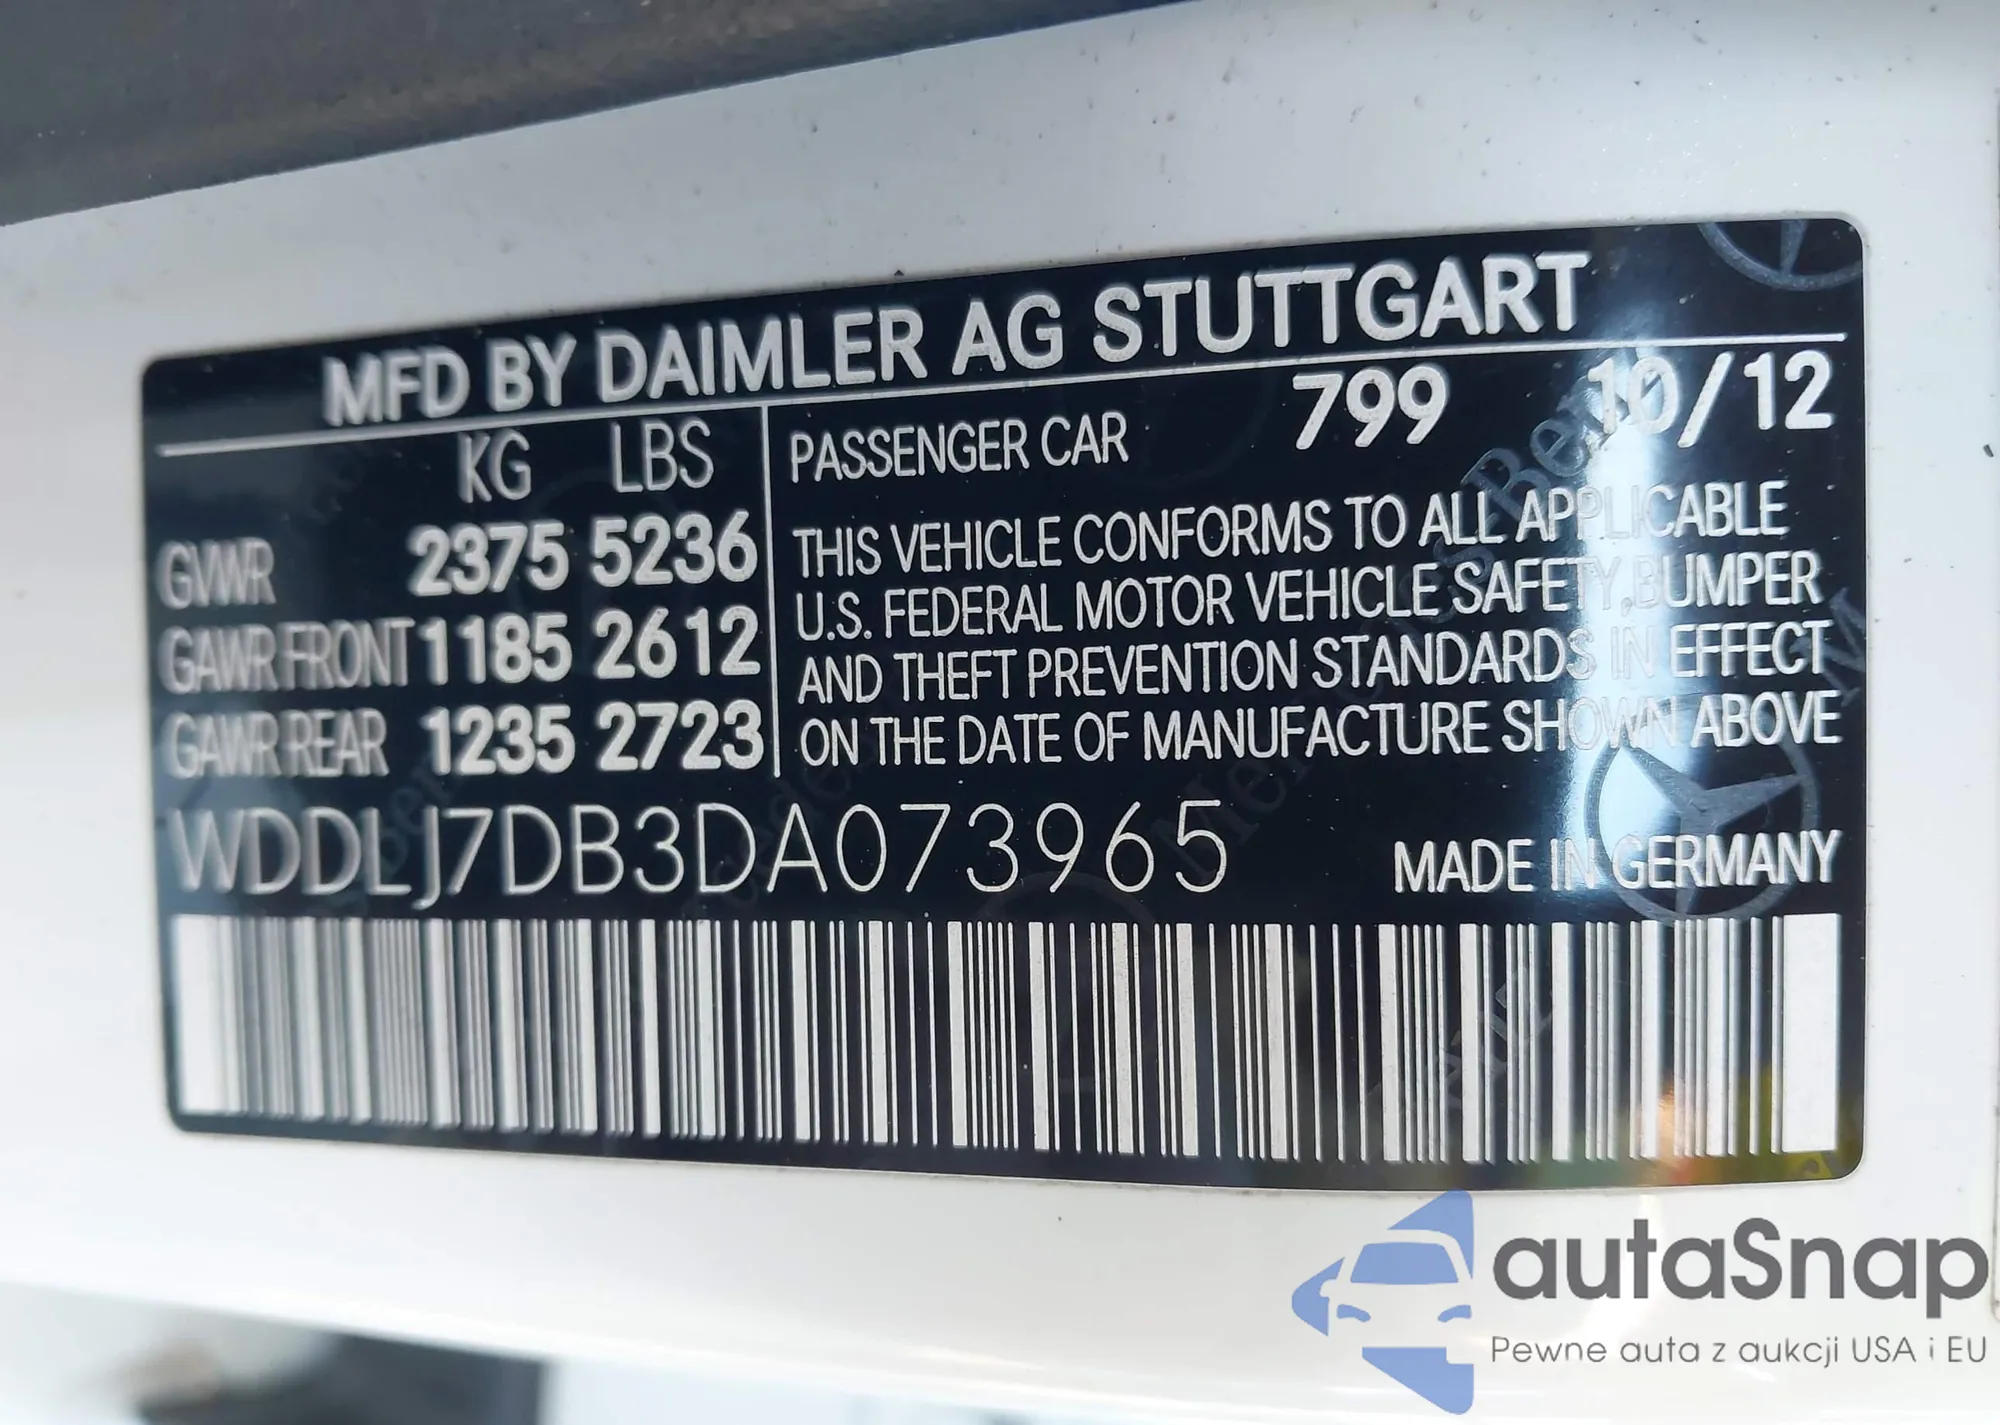 MFD BY DAIMLER AG STUTTGART
KG LBS
GVWR 2375 5236
GAWR FRONT 1185 2612
GAWR REAR 1235 2723
PASSENGER CAR 799 10/12
THIS VEHICLE CONFORMS TO ALL APPLICABLE
U.S. FEDERAL MOTOR VEHICLE SAFETY, BUMPER
AND THEFT PREVENTION STANDARDS IN EFFECT
ON THE DATE OF MANUFACTURE SHOWN ABOVE
WDDLJ7DB3DA073965
MADE IN GERMANY
autaSnap
Pewne auta z aukcji USA i EU